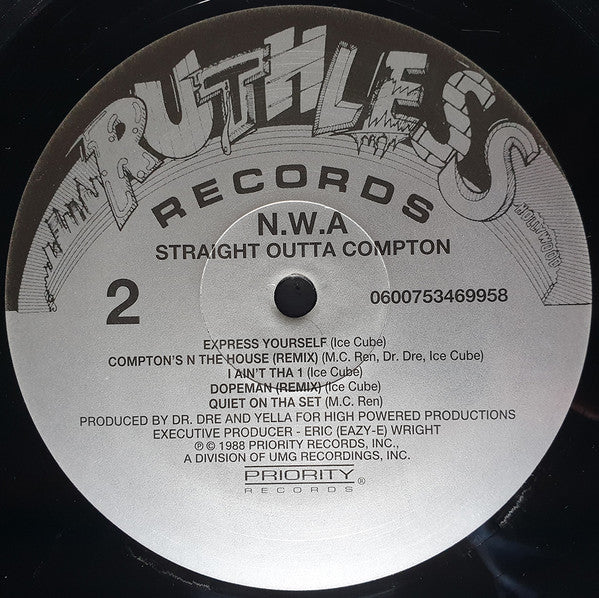 RUTHLESS
HOLLYWOOD
RECORDS
N.W.A
STRAIGHT OUTTA COMPTON
2
0600753469958
EXPRESS YOURSELF (Ice Cube)
COMPTON'S N THE HOUSE (REMIX) (M.C. Ren, Dr. Dre, Ice Cube)
I AIN'T THA 1 (Ice Cube)
DOPEMAN (REMIX) (Ice Cube)
QUIET ON THA SET (M.C. Ren)
PRODUCED BY DR. DRE AND YELLA FOR HIGH POWERED PRODUCTIONS
EXECUTIVE PRODUCER - ERIC (EAZY-E) WRIGHT
℗ © 1988 PRIORITY RECORDS, INC.,
A DIVISION OF UMG RECORDINGS, INC.
PRIORITY ®
RECORDS